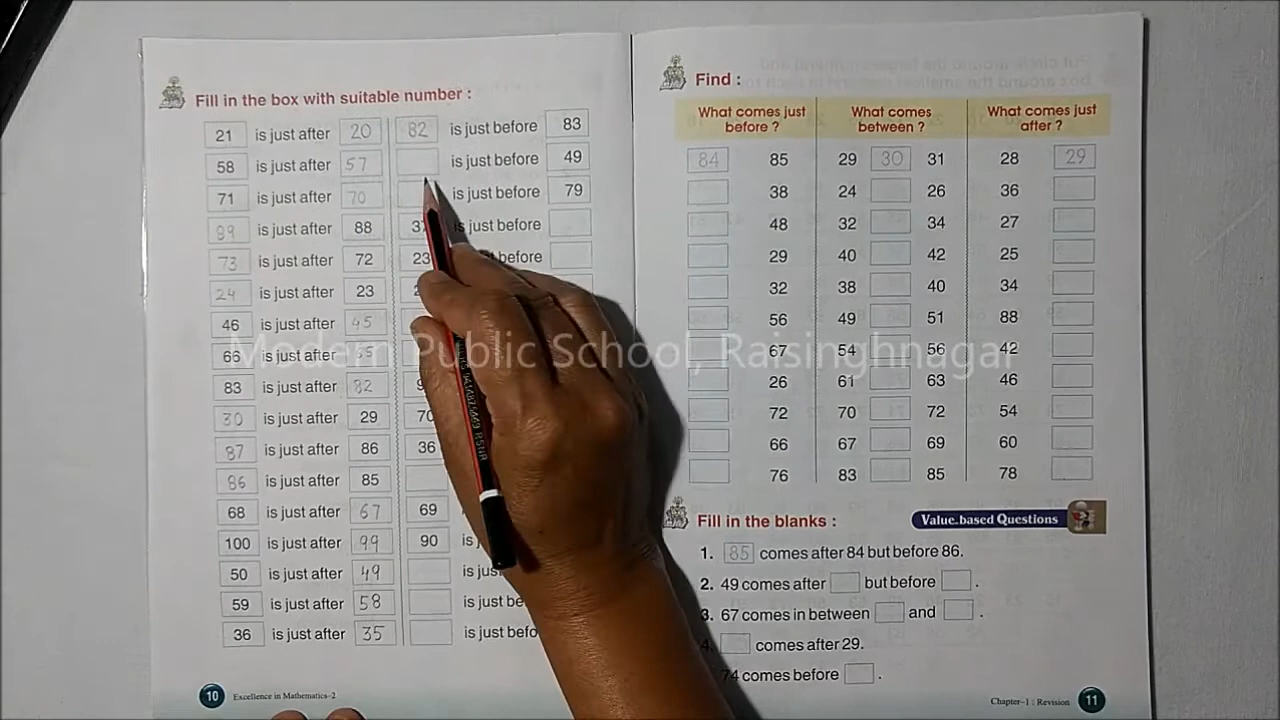 Fill in the box with suitable number :
21 is just after 20 82 is just before 83
58 is just after 57 is just before 49
71 is just after 70 is just before 79
89 is just after 88 is just before
73 is just after 72 23 before
24 is just after 23
46 is just after 45
66 is just after 65
83 is just after 82
30 is just after 29 70
87 is just after 86 36
86 is just after 85
68 is just after 67 69
100 is just after 99 90
50 is just after 49
59 is just after 58 is just
36 is just after 35 is just
10 Excellence in Mathematics–2
Find :
What comes just before ? What comes between ? What comes just after ?
84 85 29 30 31 28 29
38 24 26 36
48 32 34 27
29 40 42 25
32 38 40 34
56 49 51 88
67 54 56 42
26 61 63 46
72 70 72 54
66 67 69 60
76 83 85 78
Fill in the blanks : Value based Questions
1. 85 comes after 84 but before 86.
2. 49 comes after but before .
3. 67 comes in between and .
4. comes after 29.
74 comes before .
Chapter–1 : Revision 11
Modern Public School, Raisinghnagar